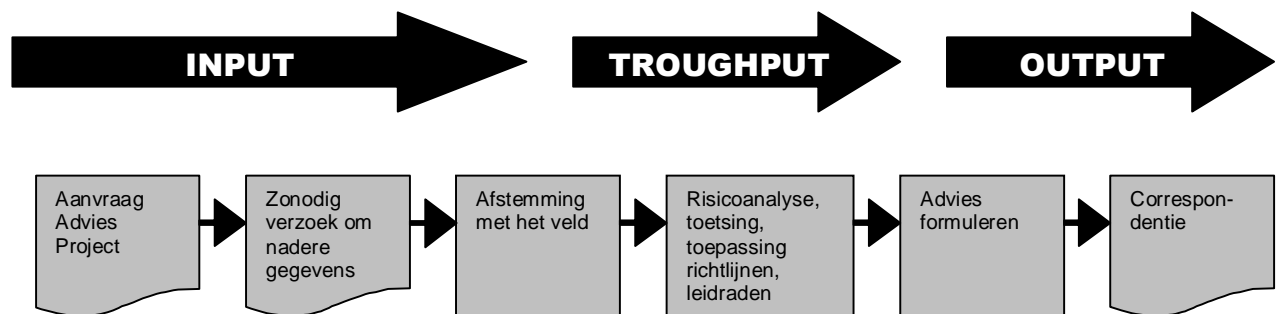 INPUT
TROUGHPUT
OUTPUT
Aanvraag
Advies
Project
Zonodig
verzoek om
nadere
gegevens
Afstemming
met het veld
Risicoanalyse,
toetsing,
toepassing
richtlijnen,
leidraden
Advies
formuleren
Correspon-
dentie